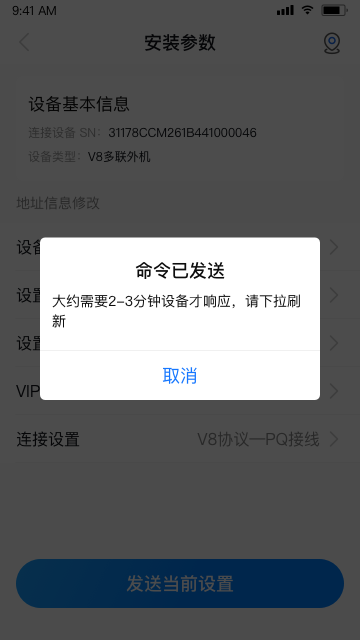 9:41 AM
安装参数
设备基本信息
连接设备 SN: 31178CCM261B441000046
设备类型: V8多联外机
地址信息修改
设备
设置
命令已发送
大约需要2-3分钟设备才响应，请下拉刷
新
设置
取消
VIP
连接设置 V8协议—PQ接线
发送当前设置